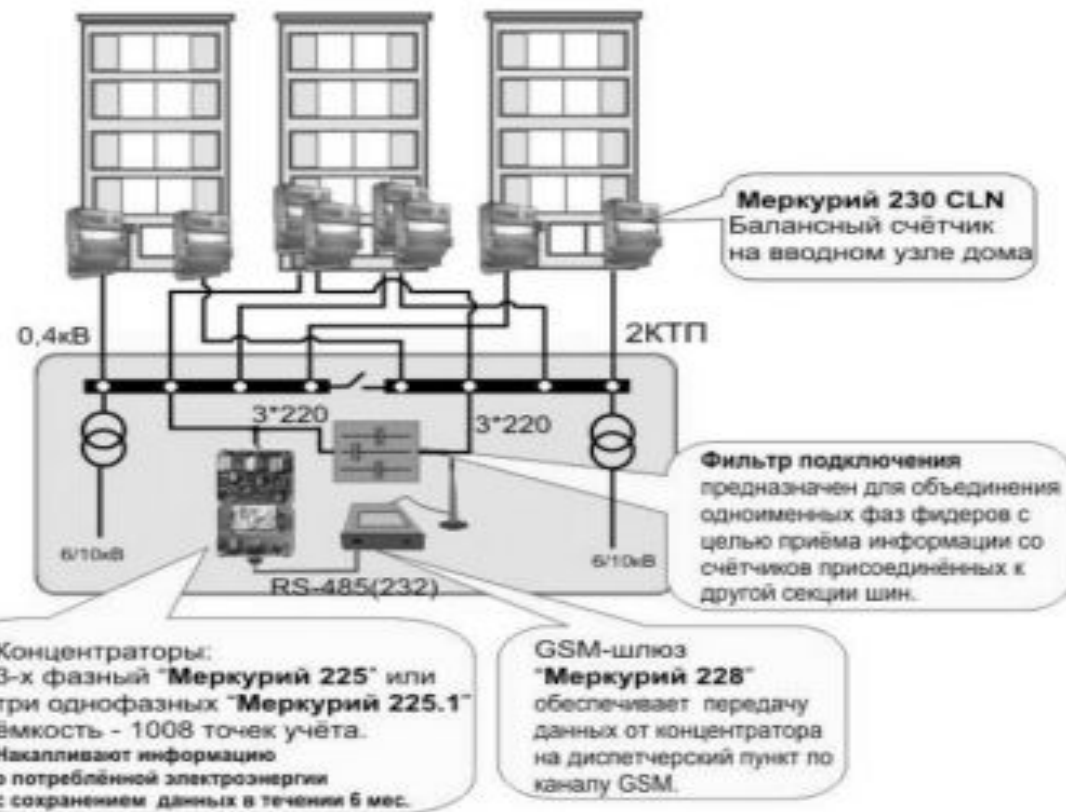 Меркурий 230 CLN
Балансный счётчик
на вводном узле дома
0,4кВ
2КТП
3*220
3*220
6/10кВ
6/10кВ
RS-485(232)
Фильтр подключения
предназначен для объединения
одноименных фаз фидеров с
целью приёма информации со
счётчиков присоединённых к
другой секции шин.
Концентраторы:
3-х фазный "Меркурий 225" или
три однофазных "Меркурий 225.1"
ёмкость - 1008 точек учёта.
Накапливают информацию
о потреблённой электроэнергии
с сохранением данных в течении 6 мес.
GSM-шлюз
"Меркурий 228"
обеспечивает передачу
данных от концентратора
на диспетчерский пункт по
каналу GSM.